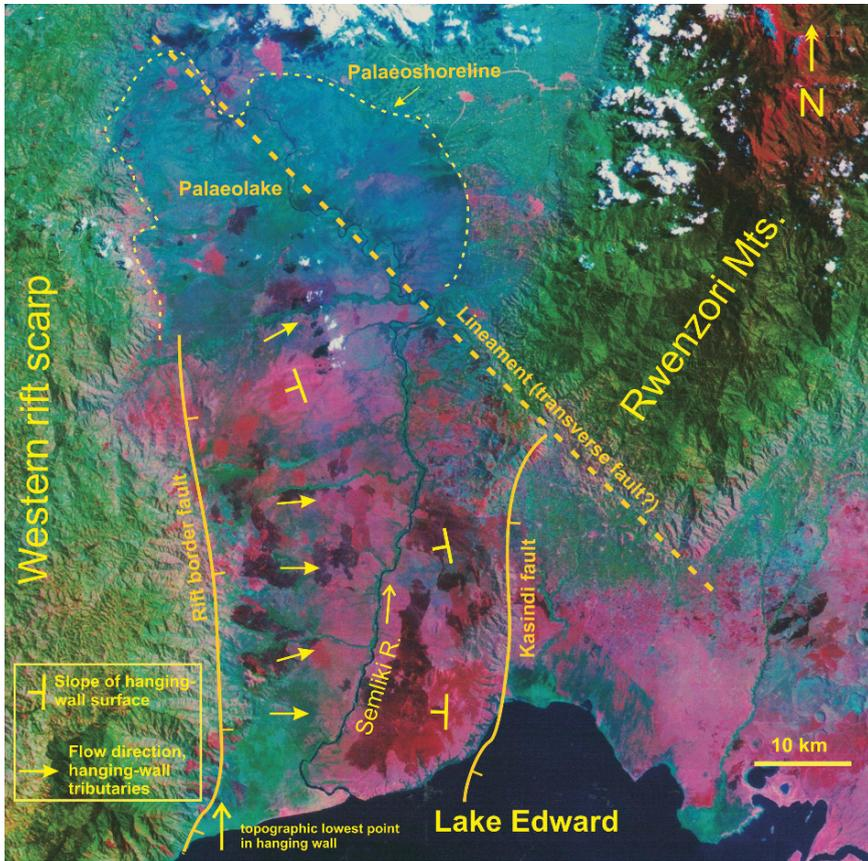 Palaeoshoreline
N
Palaeolake
Rwenzori Mts.
Western rift scarp
Lineament (transverse fault?)
Rift border fault
Kasindi fault
Semliki R.
Slope of hanging-
wall surface
Flow direction,
hanging-wall
tributaries
10 km
Lake Edward
topographic lowest point
in hanging wall